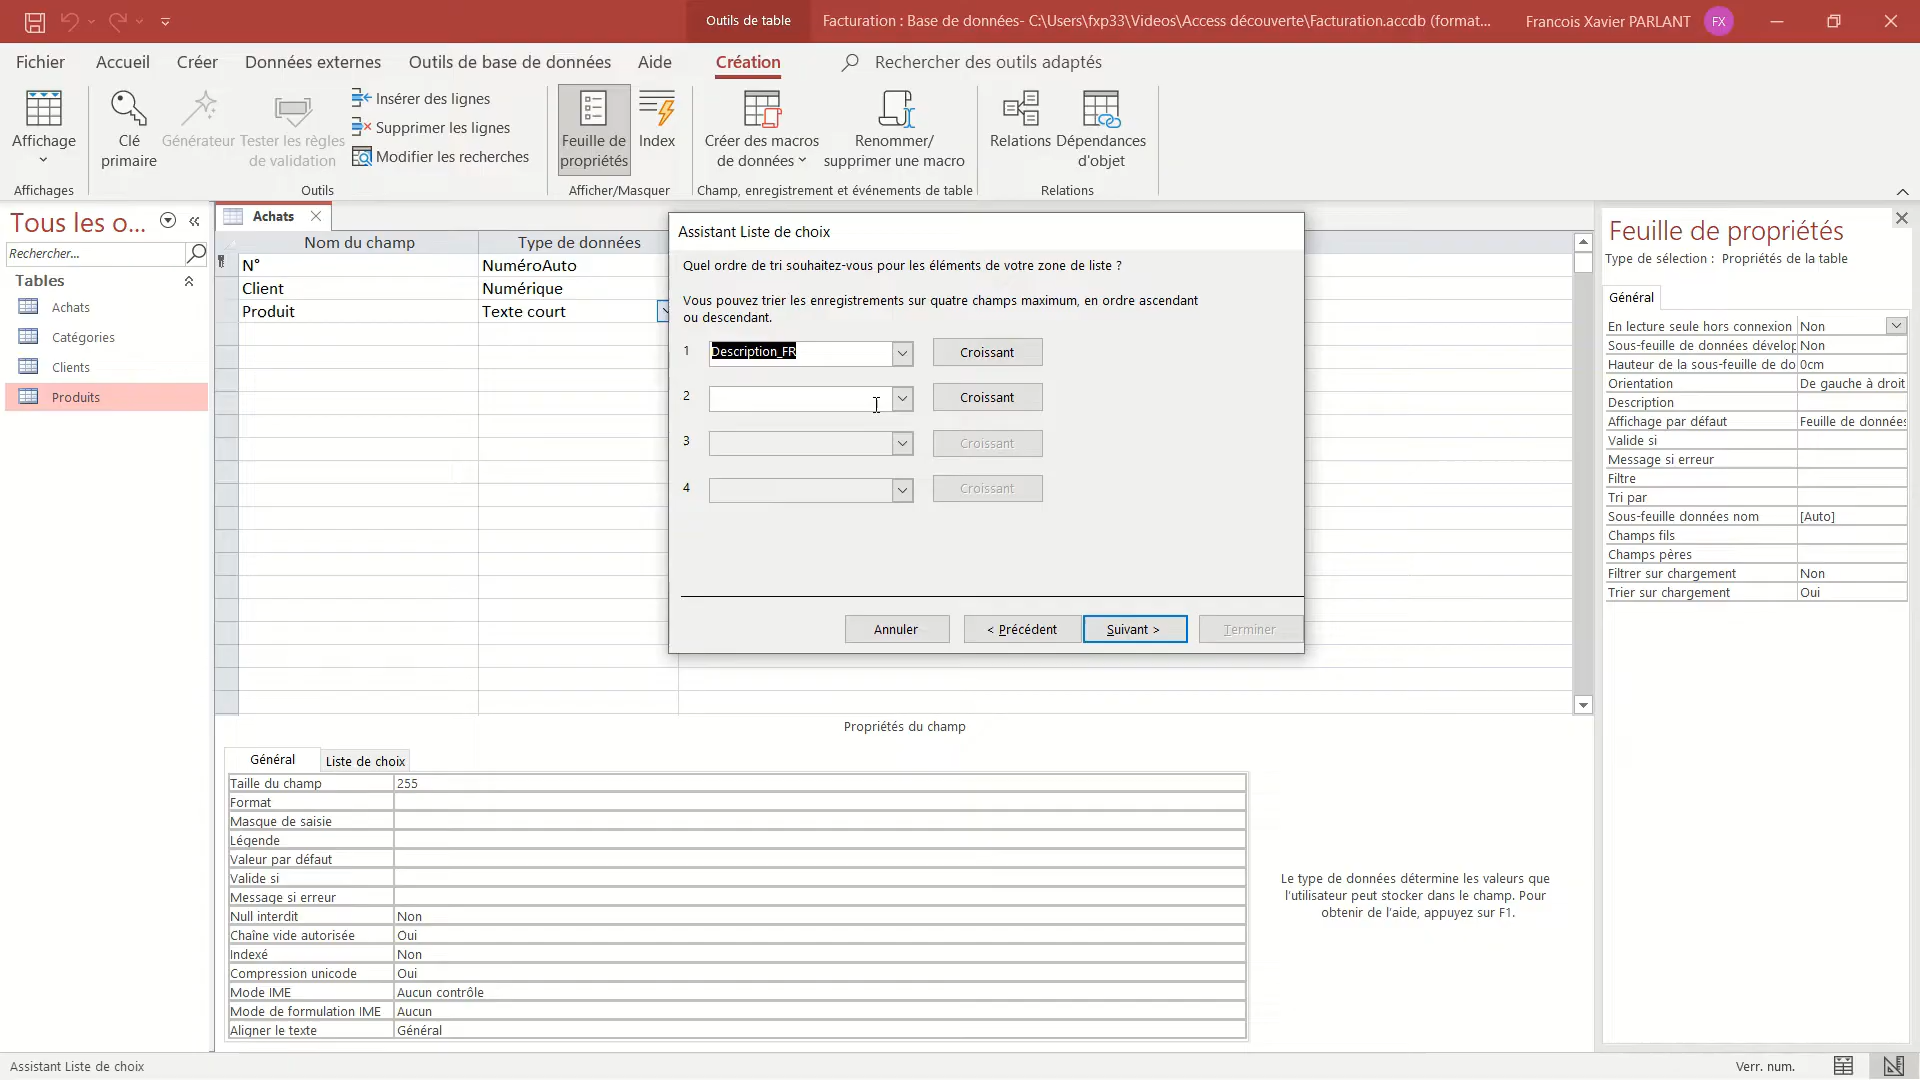 Outils de table
Facturation : Base de données- C:\Users\fxp33\Videos\Access découverte\Facturation.accdb (format...
Francois Xavier PARLANT
FX
Fichier
Accueil
Créer
Données externes
Outils de base de données
Aide
Création
Rechercher des outils adaptés
Affichage
Clé
primaire
Générateur
Tester les règles
de validation
Insérer des lignes
Supprimer les lignes
Modifier les recherches
Feuille de
propriétés
Index
Créer des macros
de données
Renommer/
supprimer une macro
Relations
Dépendances
d'objet
Affichages
Outils
Afficher/Masquer
Champ, enregistrement et événements de table
Relations
Tous les o...
Rechercher...
Tables
Achats
Catégories
Clients
Produits
Achats
Nom du champ
Type de données
N°
NuméroAuto
Client
Numérique
Produit
Texte court
Assistant Liste de choix
Quel ordre de tri souhaitez-vous pour les éléments de votre zone de liste ?
Vous pouvez trier les enregistrements sur quatre champs maximum, en ordre ascendant
ou descendant.
1
Description_FR
Croissant
2
Croissant
3
Croissant
4
Croissant
Annuler
< Précédent
Suivant >
Terminer
Feuille de propriétés
Type de sélection : Propriétés de la table
Général
En lecture seule hors connexion Non
Sous-feuille de données dévelop Non
Hauteur de la sous-feuille de do 0cm
Orientation De gauche à droit
Description
Affichage par défaut Feuille de données
Valide si
Message si erreur
Filtre
Tri par
Sous-feuille données nom [Auto]
Champs fils
Champs pères
Filtrer sur chargement Non
Trier sur chargement Oui
Propriétés du champ
Général
Liste de choix
Taille du champ 255
Format
Masque de saisie
Légende
Valeur par défaut
Valide si
Message si erreur
Null interdit Non
Chaîne vide autorisée Oui
Indexé Non
Compression unicode Oui
Mode IME Aucun contrôle
Mode de formulation IME Aucun
Aligner le texte Général
Le type de données détermine les valeurs que
l'utilisateur peut stocker dans le champ. Pour
obtenir de l'aide, appuyez sur F1.
Assistant Liste de choix
Verr. num.